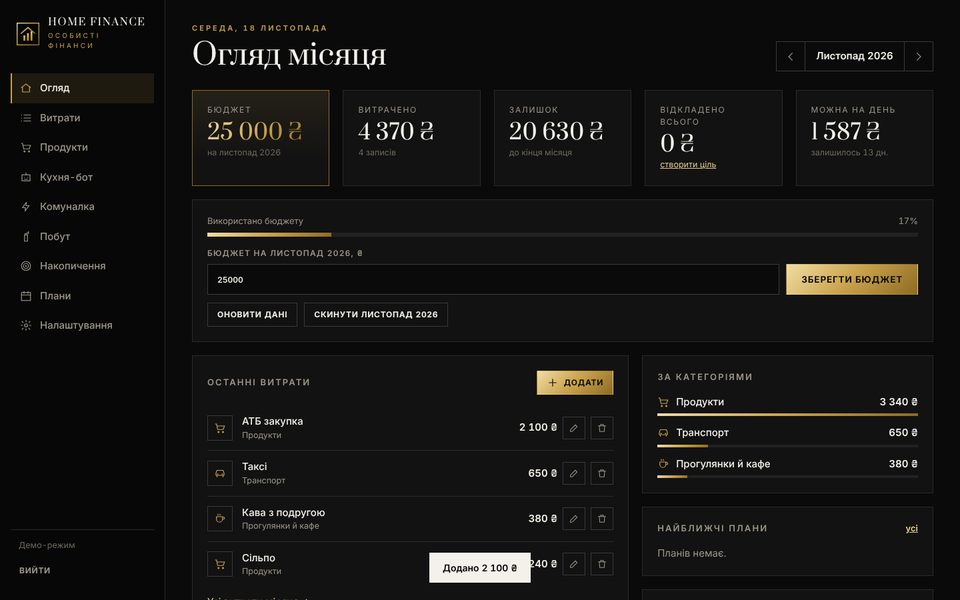 HOME FINANCE
ОСОБИСТІ
ФІНАНСИ
Огляд
Витрати
Продукти
Кухня-бот
Комуналка
Побут
Накопичення
Плани
Налаштування
Демо-режим
ВИЙТИ
СЕРЕДА, 18 ЛИСТОПАДА
Огляд місяця
Листопад 2026
БЮДЖЕТ
25 000 ₴
на листопад 2026
ВИТРАЧЕНО
4 370 ₴
4 записів
ЗАЛИШОК
20 630 ₴
до кінця місяця
ВІДКЛАДЕНО
ВСЬОГО
0 ₴
створити ціль
МОЖНА НА ДЕНЬ
1 587 ₴
залишилось 13 дн.
Використано бюджету
17%
БЮДЖЕТ НА ЛИСТОПАД 2026, ₴
25000
ЗБЕРЕГТИ БЮДЖЕТ
ОНОВИТИ ДАНІ
СКИНУТИ ЛИСТОПАД 2026
ОСТАННІ ВИТРАТИ
+ ДОДАТИ
АТБ закупка
Продукти
2 100 ₴
Таксі
Транспорт
650 ₴
Кава з подругою
Прогулянки й кафе
380 ₴
Сільпо
Продукти
240 ₴
Додано 2 100 ₴
ЗА КАТЕГОРІЯМИ
Продукти
3 340 ₴
Транспорт
650 ₴
Прогулянки й кафе
380 ₴
НАЙБЛИЖЧІ ПЛАНИ
усі
Планів немає.